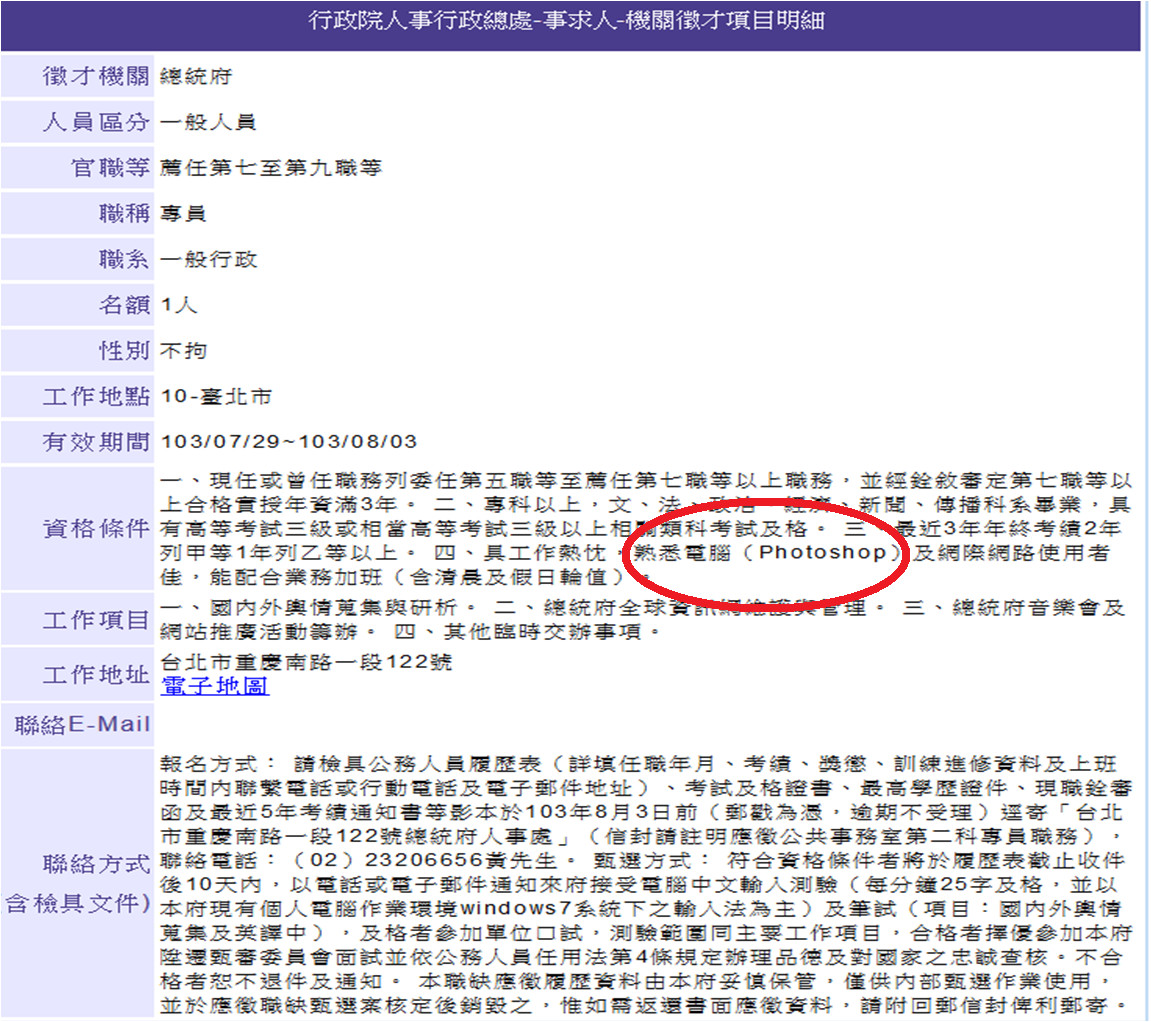 行政院人事行政總處-事求人-機關徵才項目明細
徵才機關 總統府
人員區分 一般人員
官職等 薦任第七至第九職等
職稱 專員
職系 一般行政
名額 1人
性別 不拘
工作地點 10-臺北市
有效期間 103/07/29~103/08/03
資格條件
一、現任或曾任職務列委任第五職等至薦任第七職等以上職務，並經銓敘審定第七職等以
上合格實授年資滿3年。 二、專科以上，文、法、政治、經濟、新聞、傳播科系畢業，具
有高等考試三級或相當高等考試三級以上相關類科考試及格。 三、最近3年年終考績2年
列甲等1年列乙等以上。 四、具工作熱忱，熟悉電腦（Photoshop）及網際網路使用者
佳，能配合業務加班（含清晨及假日輪值）。
工作項目
一、國內外輿情蒐集與研析。 二、總統府全球資訊網維護與管理。 三、總統府音樂會及
網站推廣活動籌辦。 四、其他臨時交辦事項。
工作地址
台北市重慶南路一段122號
電子地圖
聯絡E-Mail
聯絡方式
(含檢具文件)
報名方式： 請檢具公務人員履歷表（詳填任職年月、考績、獎懲、訓練進修資料及上班
時間內聯繫電話或行動電話及電子郵件地址）、考試及格證書、最高學歷證件、現職銓審
函及最近5年考績通知書等影本於103年8月3日前（郵戳為憑，逾期不受理）逕寄「台北
市重慶南路一段122號總統府人事處」（信封請註明應徵公共事務室第二科專員職務），
聯絡電話：（02）23206656黃先生。 甄選方式： 符合資格條件者將於履歷表截止收件
後10天內，以電話或電子郵件通知來府接受電腦中文輸入測驗（每分鐘25字及格，並以
本府現有個人電腦作業環境windows7系統下之輸入法為主）及筆試（項目：國內外輿情
蒐集及英譯中），及格者參加單位口試，測驗範圍同主要工作項目，合格者擇優參加本府
陞遷甄審委員會面試並依公務人員任用法第4條規定辦理品德及對國家之忠誠查核。不合
格者恕不退件及通知。 本職缺應徵履歷資料由本府妥慎保管，僅供內部甄選作業使用，
並於應徵職缺甄選案核定後銷毀之，惟如需返還書面應徵資料，請附回郵信封俾利郵寄。